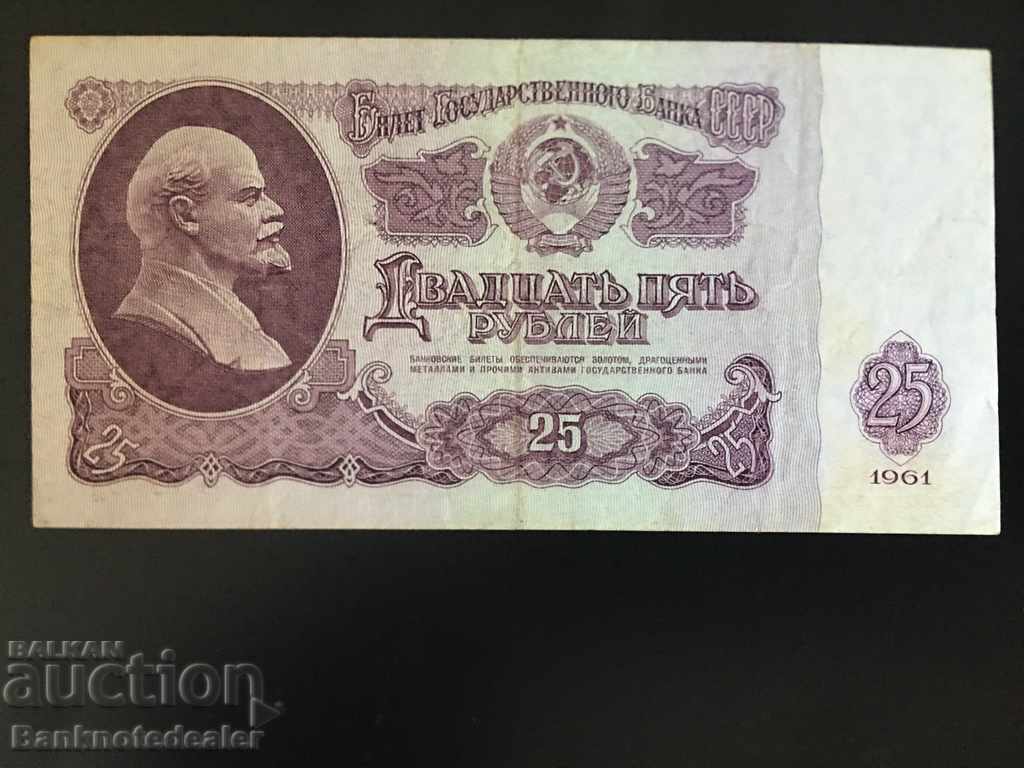 Билет Государственного Банка СССР
Двадцать пять
рублей
БАНКОВСКИЕ БИЛЕТЫ ОБЕСПЕЧИВАЮТСЯ ЗОЛОТОМ, ДРАГОЦЕННЫМИ
МЕТАЛЛАМИ И ПРОЧИМИ АКТИВАМИ ГОСУДАРСТВЕННОГО БАНКА
25
25
25
25
1961
BALKAN
auction
Banknotedealer